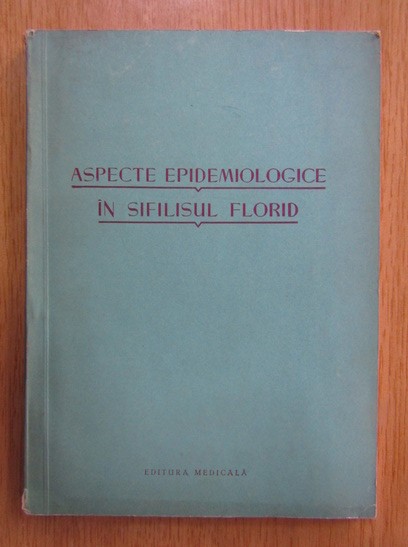 ASPECTE EPIDEMIOLOGICE
ÎN SIFILISUL FLORID
EDITURA MEDICALĂ